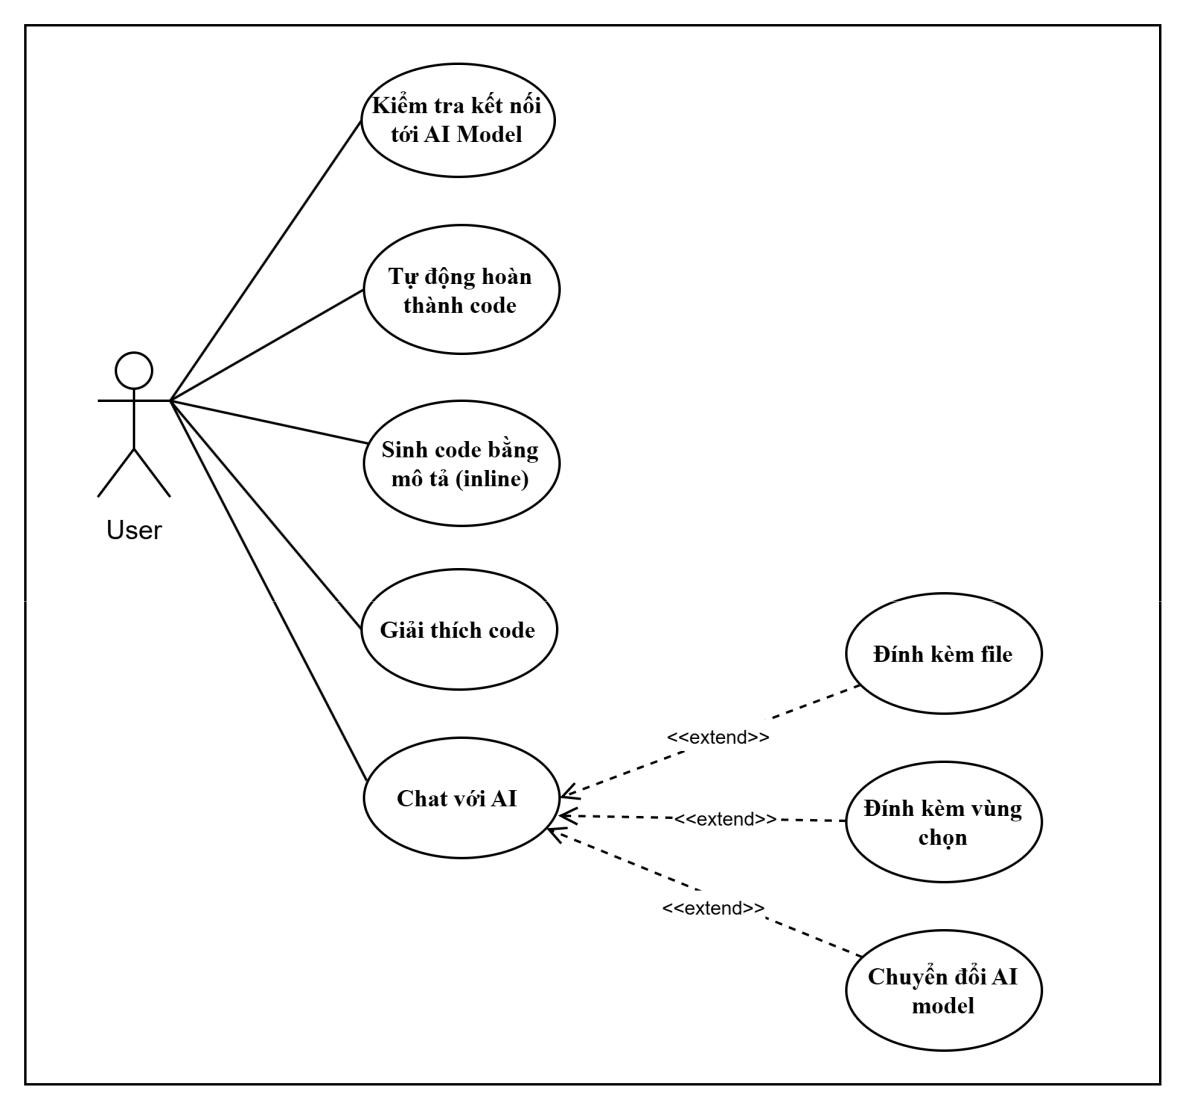 Kiểm tra kết nối
tới AI Model
Tự động hoàn
thành code
Sinh code bằng
mô tả (inline)
User
Giải thích code
Đính kèm file
<<extend>>
Chat với AI
<<extend>>
Đính kèm vùng
chọn
<<extend>>
Chuyển đổi AI
model